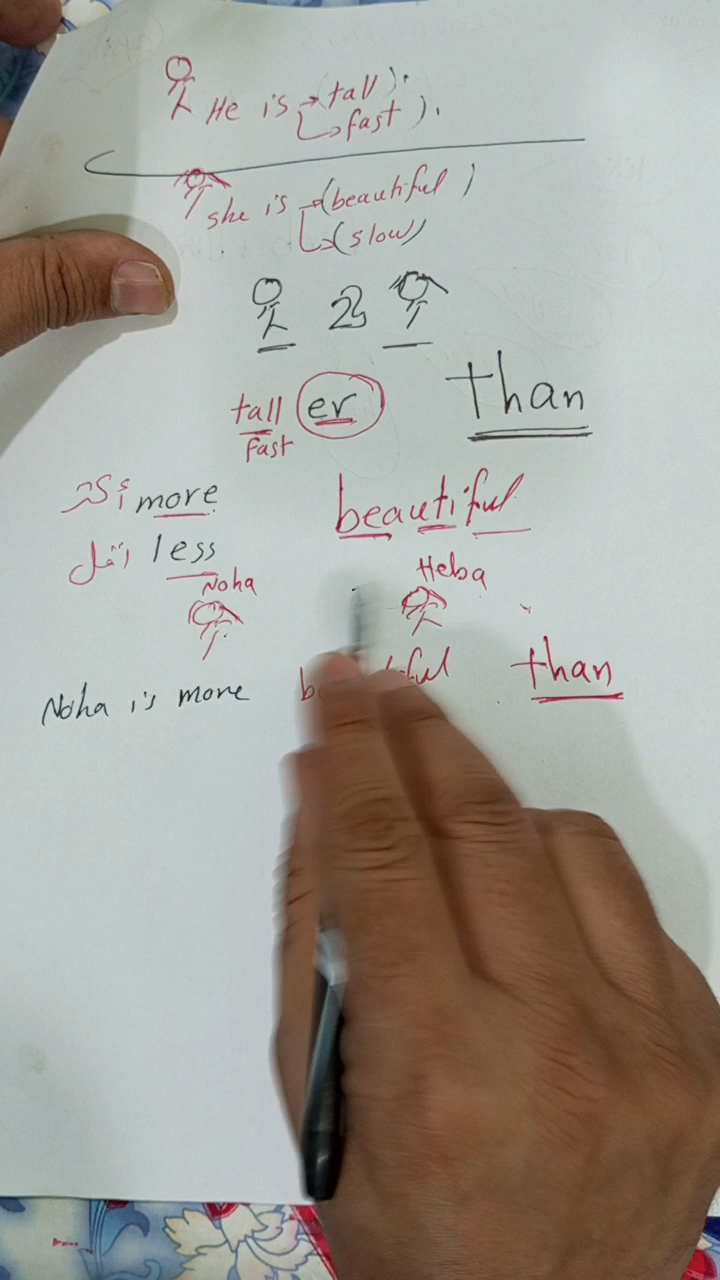 He is → tall).
→ fast).
she is → (beautiful)
→ (slow)
tall er than
Fast
أكثر more beautiful
أقل less
Noha Heba
Noha is more than